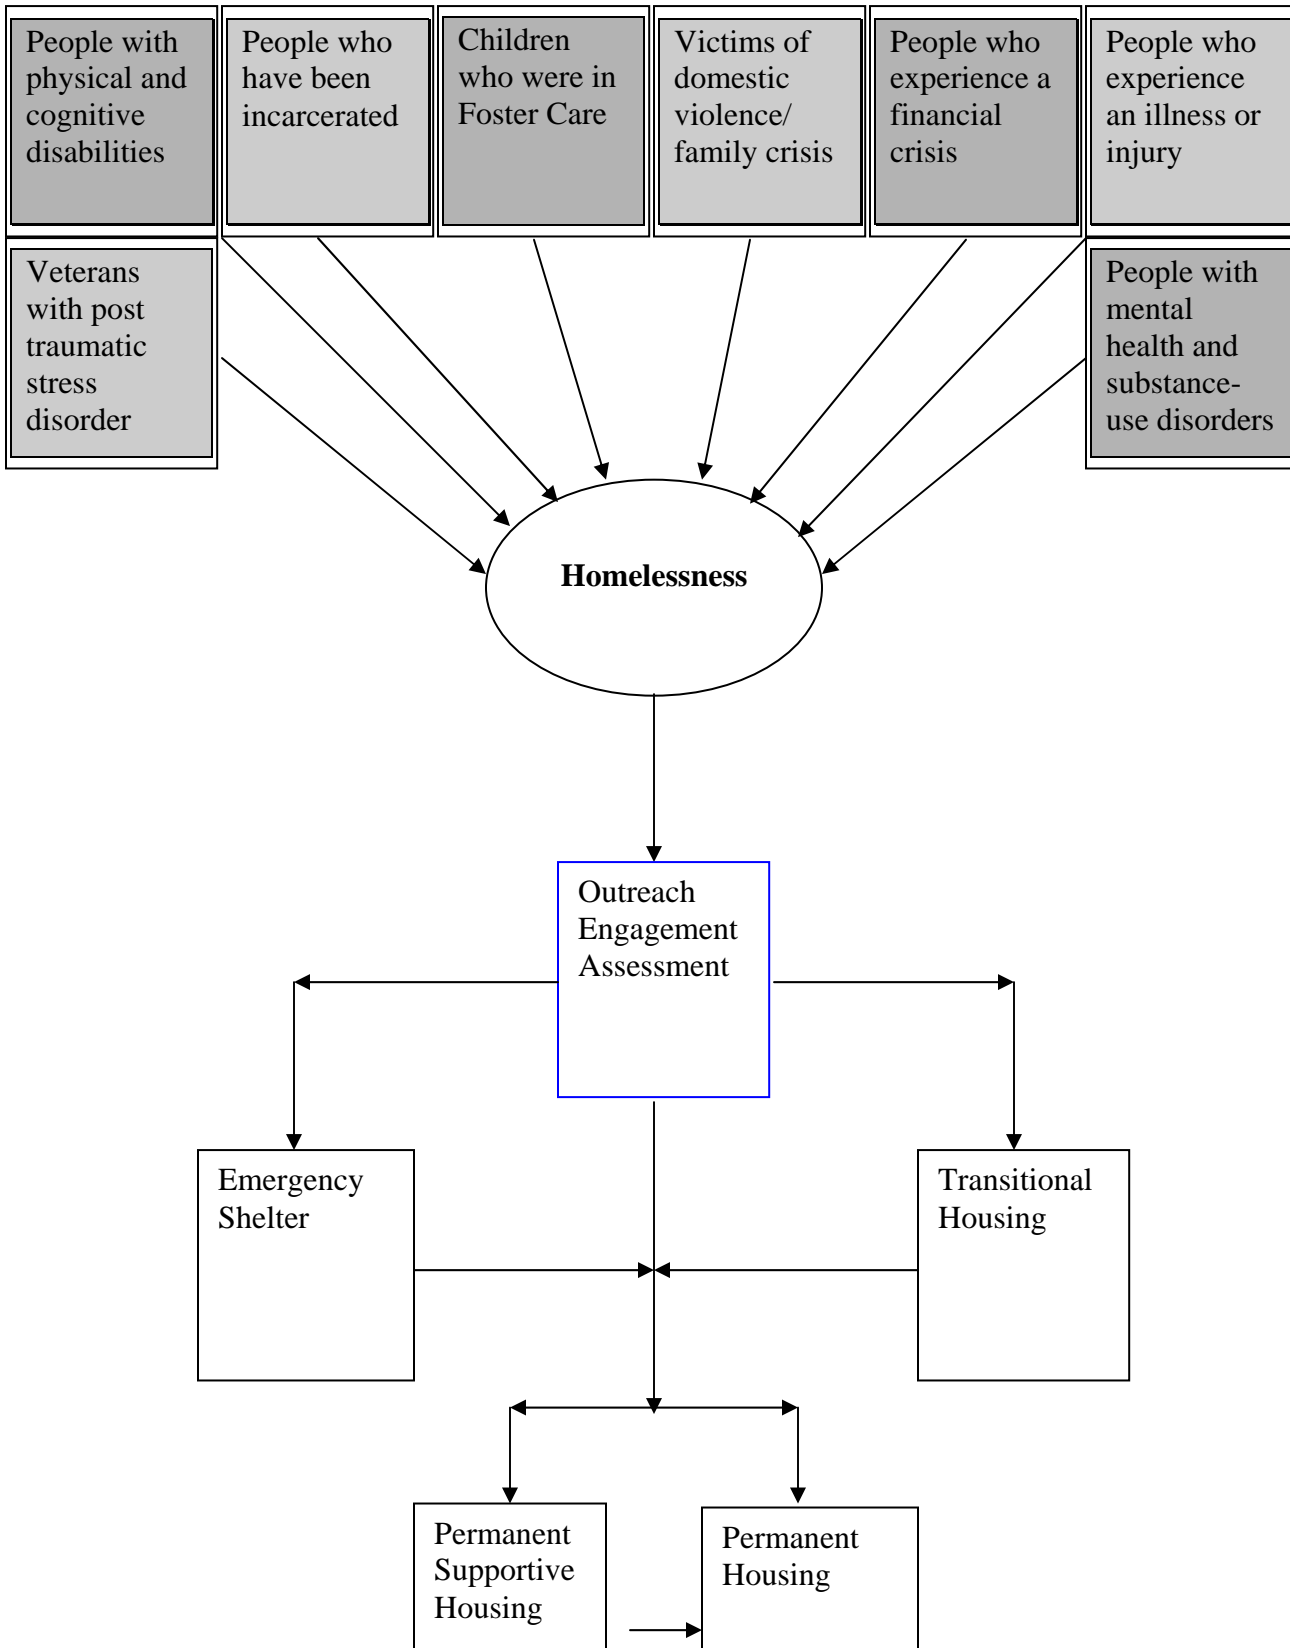 People with
physical and
cognitive
disabilities
People who
have been
incarcerated
Children
who were in
Foster Care
Victims of
domestic
violence/
family crisis
People who
experience a
financial
crisis
People who
experience
an illness or
injury
Veterans
with post
traumatic
stress
disorder
People with
mental
health and
substance-
use disorders
Homelessness
Outreach
Engagement
Assessment
Emergency
Shelter
Transitional
Housing
Permanent
Supportive
Housing
Permanent
Housing